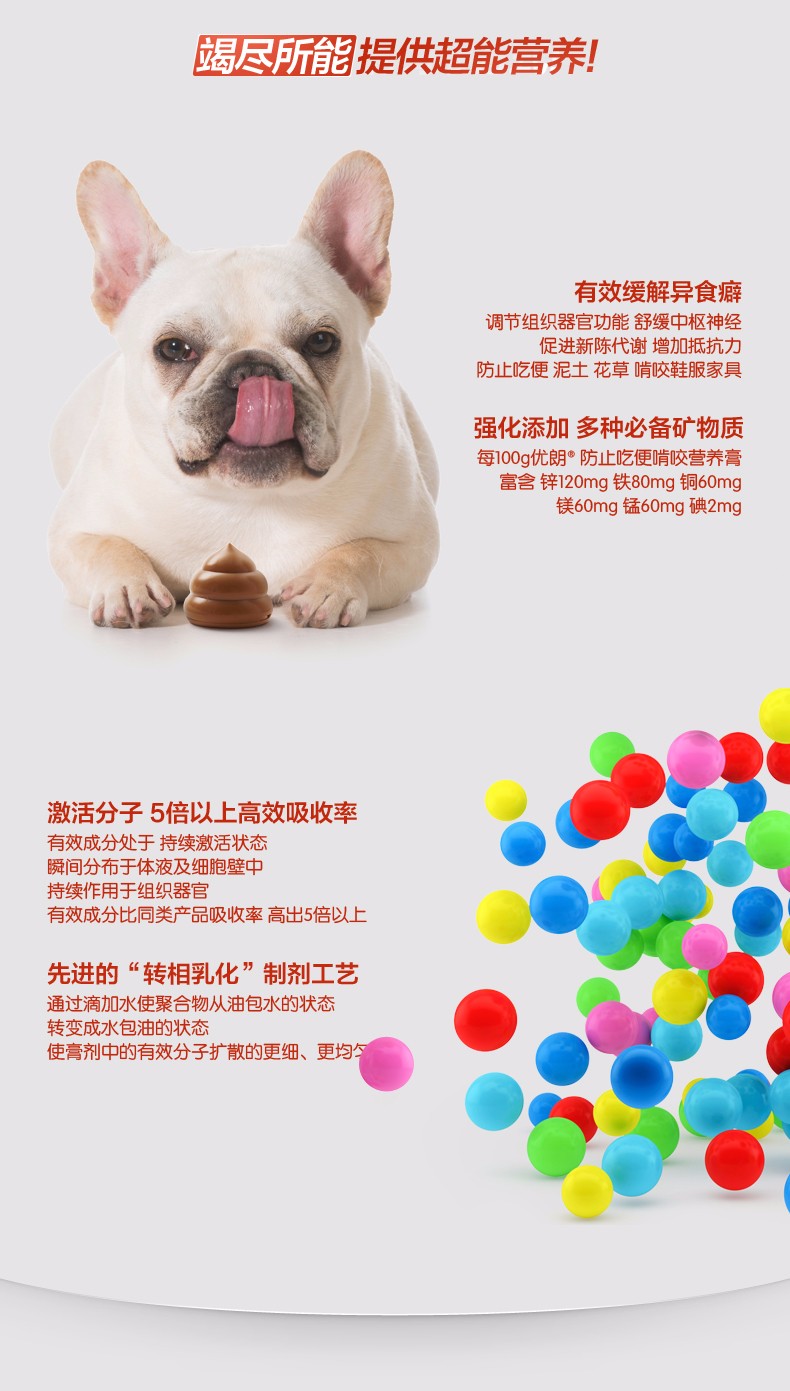 竭尽所能提供超能营养!
有效缓解异食癖
调节组织器官功能 舒缓中枢神经
促进新陈代谢 增加抵抗力
防止吃便 泥土 花草 啃咬鞋服家具
强化添加 多种必备矿物质
每100g优朗® 防止吃便啃咬营养膏
富含 锌120mg 铁80mg 铜60mg
镁60mg 锰60mg 碘2mg
激活分子 5倍以上高效吸收率
有效成分处于 持续激活状态
瞬间分布于体液及细胞壁中
持续作用于组织器官
有效成分比同类产品吸收率 高出5倍以上
先进的“转相乳化”制剂工艺
通过滴加水使聚合物从油包水的状态
转变成水包油的状态
使膏剂中的有效分子扩散的更细、更均匀